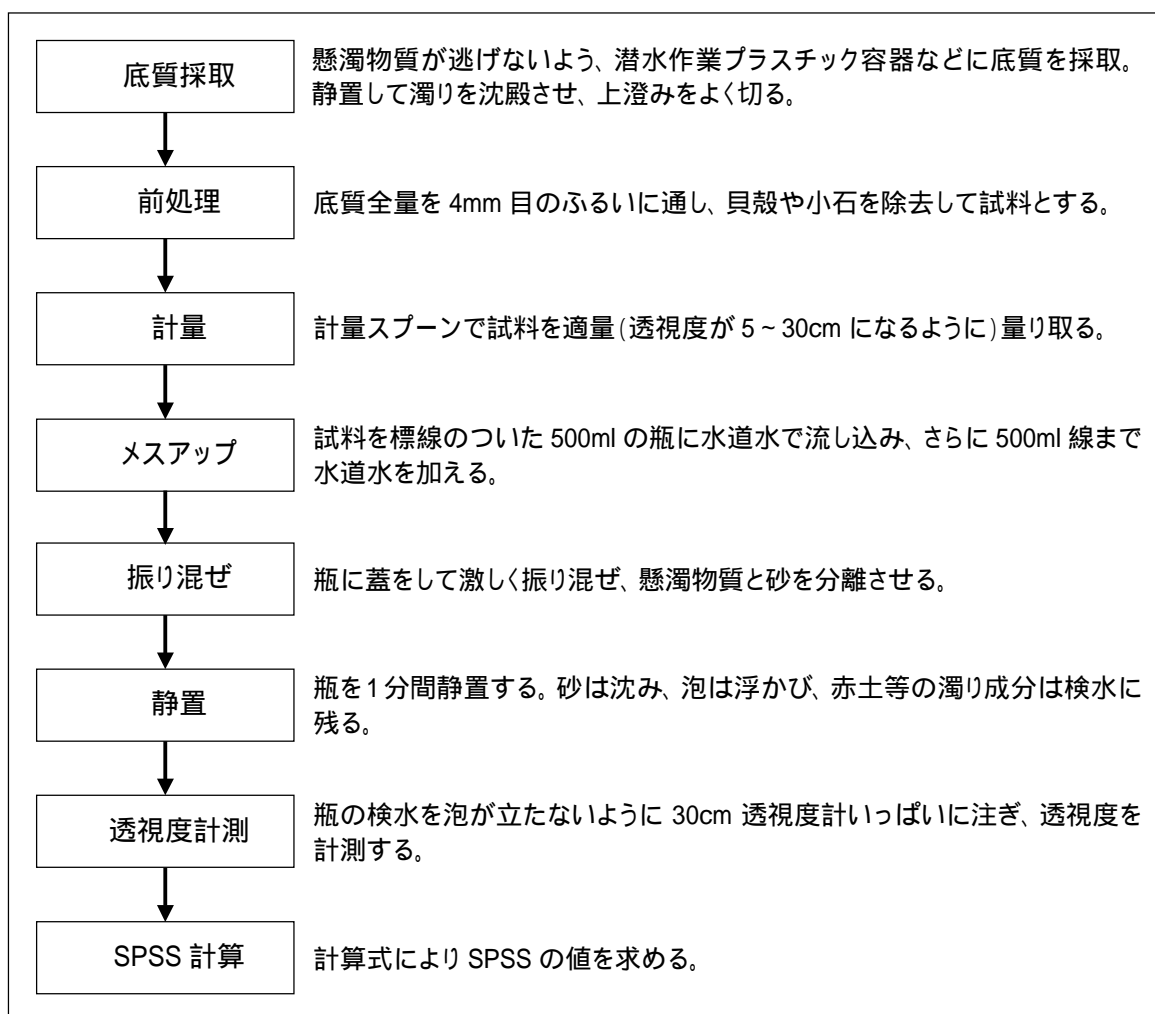 底質採取
懸濁物質が逃げないよう、潜水作業プラスチック容器などに底質を採取。
静置して濁りを沈殿させ、上澄みをよく切る。
前処理
底質全量を 4mm 目のふるいに通し、貝殻や小石を除去して試料とする。
計量
計量スプーンで試料を適量(透視度が 5 ~ 30cm になるように)量り取る。
メスアップ
試料を標線のついた 500ml の瓶に水道水で流し込み、さらに 500ml 線まで
水道水を加える。
振り混ぜ
瓶に蓋をして激しく振り混ぜ、懸濁物質と砂を分離させる。
静置
瓶を1分間静置する。砂は沈み、泡は浮かび、赤土等の濁り成分は検水に
残る。
透視度計測
瓶の検水を泡が立たないように 30cm 透視度計いっぱいに注ぎ、透視度を
計測する。
SPSS 計算
計算式により SPSS の値を求める。